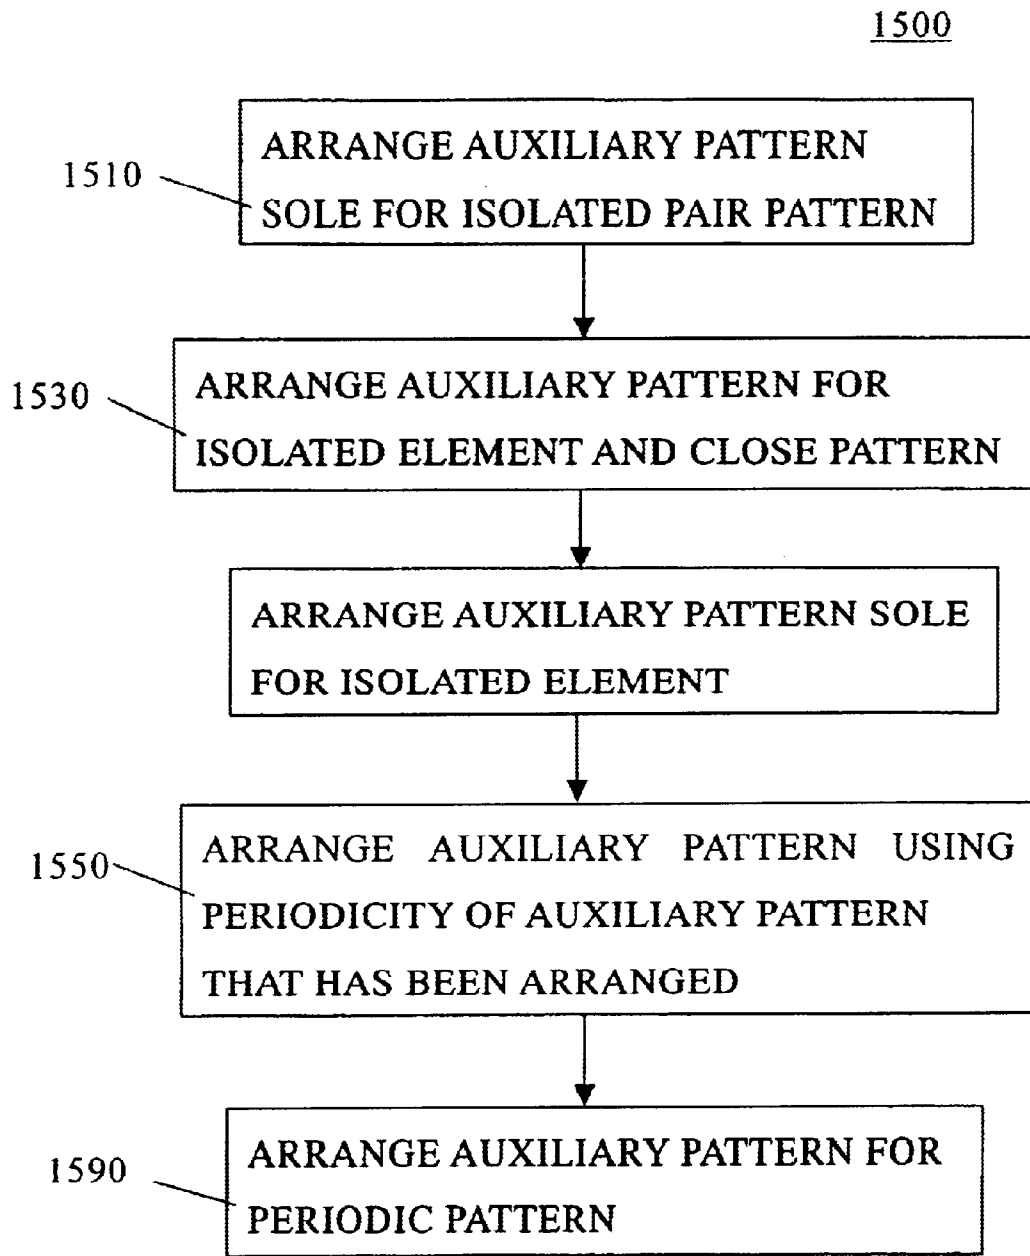 1500
1510
ARRANGE AUXILIARY PATTERN
SOLE FOR ISOLATED PAIR PATTERN
1530
ARRANGE AUXILIARY PATTERN FOR
ISOLATED ELEMENT AND CLOSE PATTERN
ARRANGE AUXILIARY PATTERN SOLE
FOR ISOLATED ELEMENT
1550
ARRANGE AUXILIARY PATTERN USING
PERIODICITY OF AUXILIARY PATTERN
THAT HAS BEEN ARRANGED
1590
ARRANGE AUXILIARY PATTERN FOR
PERIODIC PATTERN